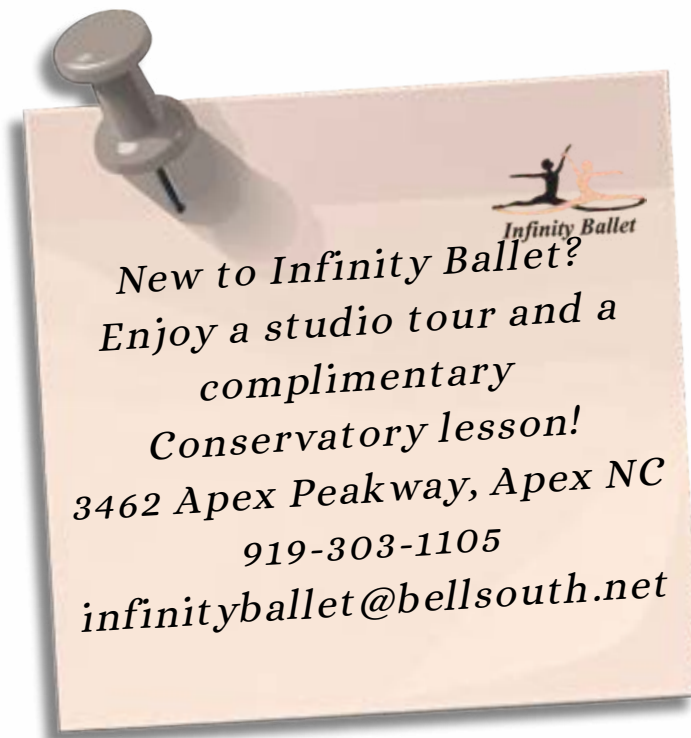 Infinity Ballet
New to Infinity Ballet?
Enjoy a studio tour and a
complimentary
Conservatory lesson!
3462 Apex Peakway, Apex NC
919-303-1105
infinityballet@bellsouth.net